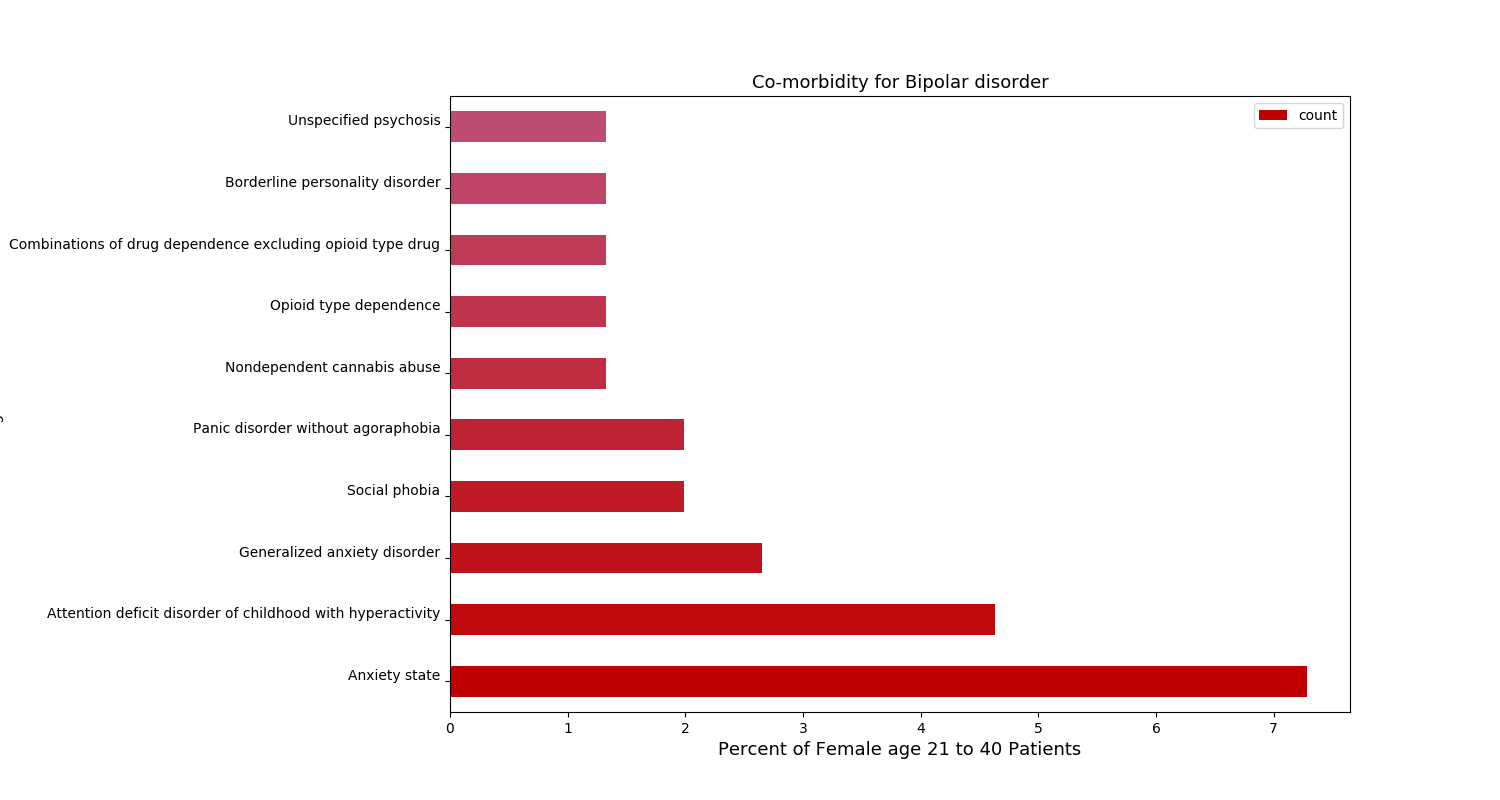 Co-morbidity for Bipolar disorder
count
Unspecified psychosis
Borderline personality disorder
Combinations of drug dependence excluding opioid type drug
Opioid type dependence
Nondependent cannabis abuse
Panic disorder without agoraphobia
Social phobia
Generalized anxiety disorder
Attention deficit disorder of childhood with hyperactivity
Anxiety state
0 1 2 3 4 5 6 7
Percent of Female age 21 to 40 Patients